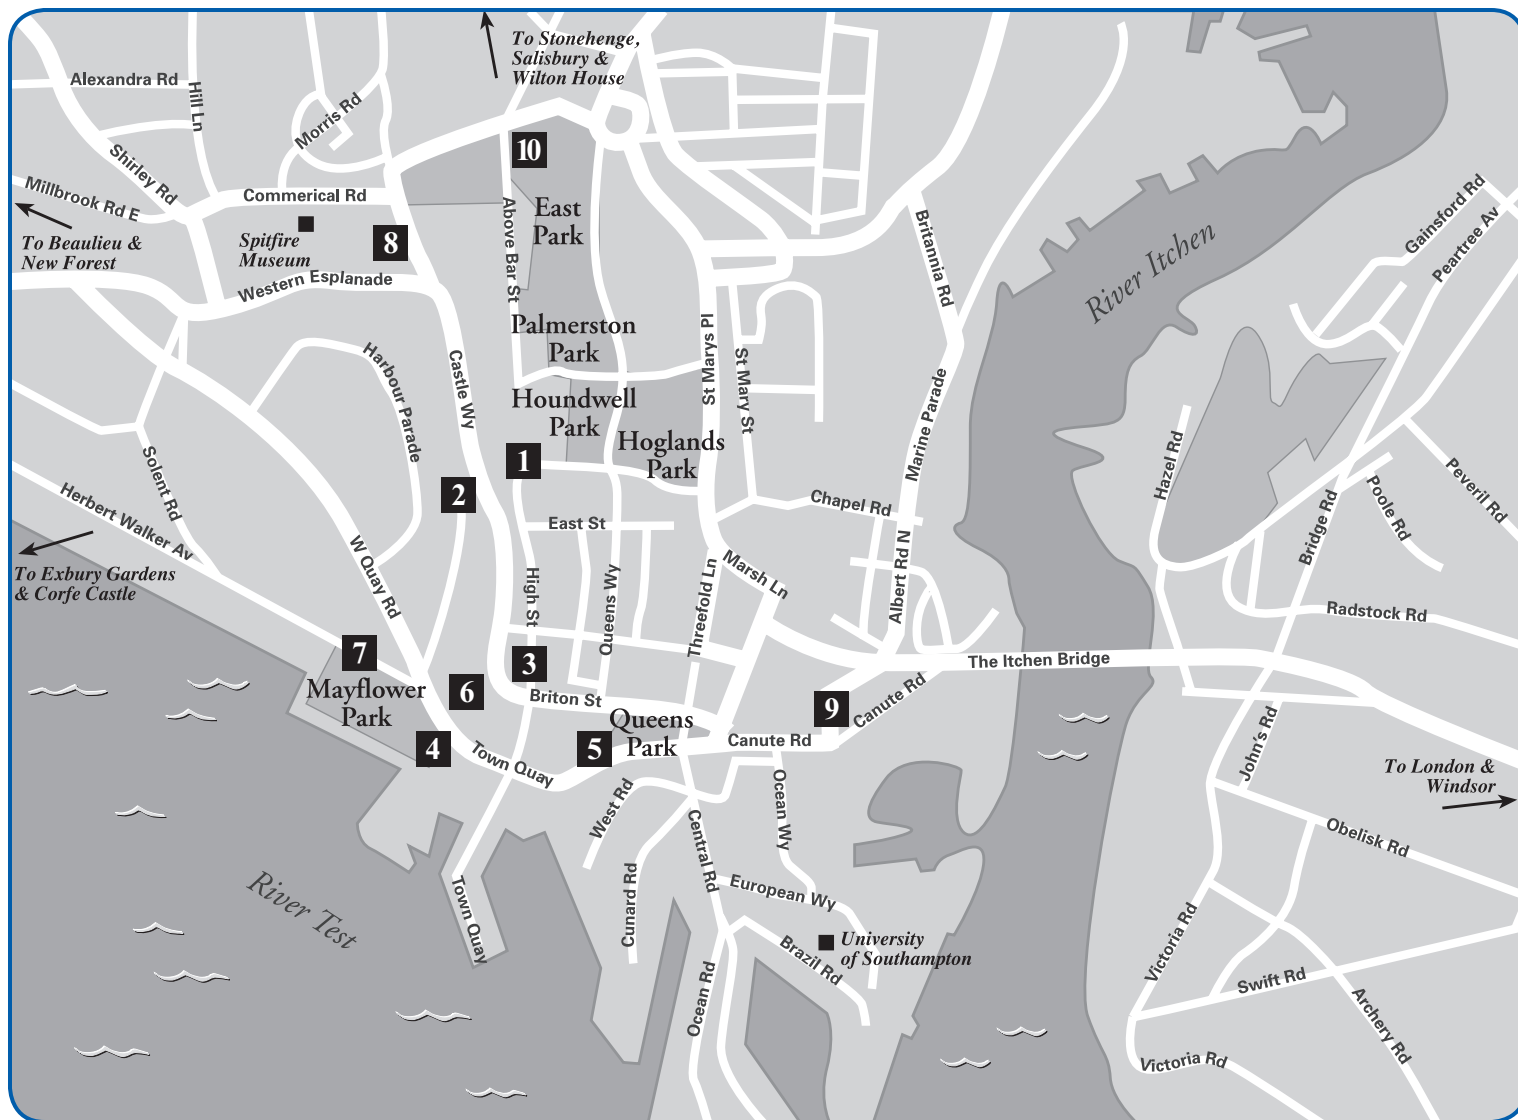 To Stonehenge,
Salisbury &
Wilton House
Alexandra Rd
Hill Ln
Morris Rd
Shirley Rd
Millbrook Rd E
Commerical Rd
To Beaulieu &
New Forest
Spitfire
Museum
8
10
East
Park
Above Bar St
Western Esplanade
Palmerston
Park
Houndwell
Park
Hoglands
Park
Harbour Parade
Castle Wy
St Marys Pl
St Mary St
Britannia Rd
Marine Parade
River Itchen
Gainsford Rd
Peartree Av
1
2
Solent Rd
Herbert Walker Av
To Exbury Gardens
& Corfe Castle
W Quay Rd
East St
High St
Queens Wy
Threefold Ln
Marsh Ln
Chapel Rd
Albert Rd N
Hazel Rd
Bridge Rd
Poole Rd
Peveril Rd
Radstock Rd
The Itchen Bridge
7
Mayflower
Park
6
3
4
5
9
Briton St
Queens
Park
Town Quay
Canute Rd
Canute Rd
West Rd
Ocean Wy
Central Rd
Cunard Rd
European Wy
Town Quay
River Test
University
of Southampton
Brazil Rd
Ocean Rd
John's Rd
To London &
Windsor
Obelisk Rd
Victoria Rd
Swift Rd
Archery Rd
Victoria Rd